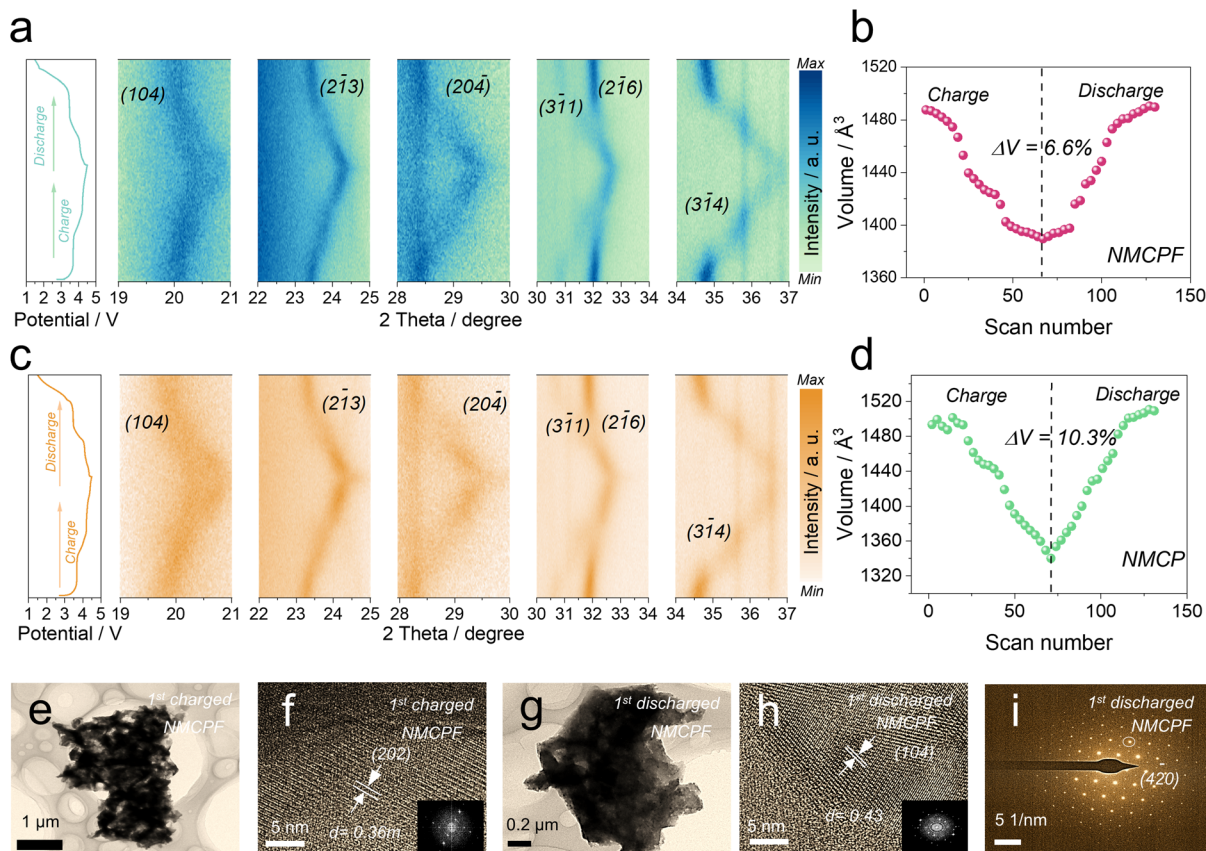 a
Discharge
Charge
1 2 3 4 5
Potential / V
(104)
19 20 21
(21̄3)
22 23 24 25
(204̄)
28 29 30
(31̄1)
(21̄6)
30 31 32 33 34
(31̄4)
34 35 36 37
2 Theta / degree
Max
Intensity / a. u.
Min
b
1520
1480
1440
1400
1360
Volume / Å³
Charge
Discharge
ΔV = 6.6%
NMCPF
0 50 100 150
Scan number
c
Discharge
Charge
1 2 3 4 5
Potential / V
(104)
19 20 21
(21̄3)
22 23 24 25
(204̄)
28 29 30
(31̄1)
(21̄6)
30 31 32 33 34
(31̄4)
34 35 36 37
2 Theta / degree
Max
Intensity / a. u.
Min
d
1520
1480
1440
1400
1360
1320
Volume / Å³
Charge
Discharge
ΔV = 10.3%
NMCP
0 50 100 150
Scan number
e
1st charged
NMCPF
1 μm
f
1st charged
NMCPF
(202)
d= 0.36m
5 nm
g
1st discharged
NMCPF
0.2 μm
h
1st discharged
NMCPF
(104)
d= 0.43
5 nm
i
1st discharged
NMCPF
(42̄0)
5 1/nm